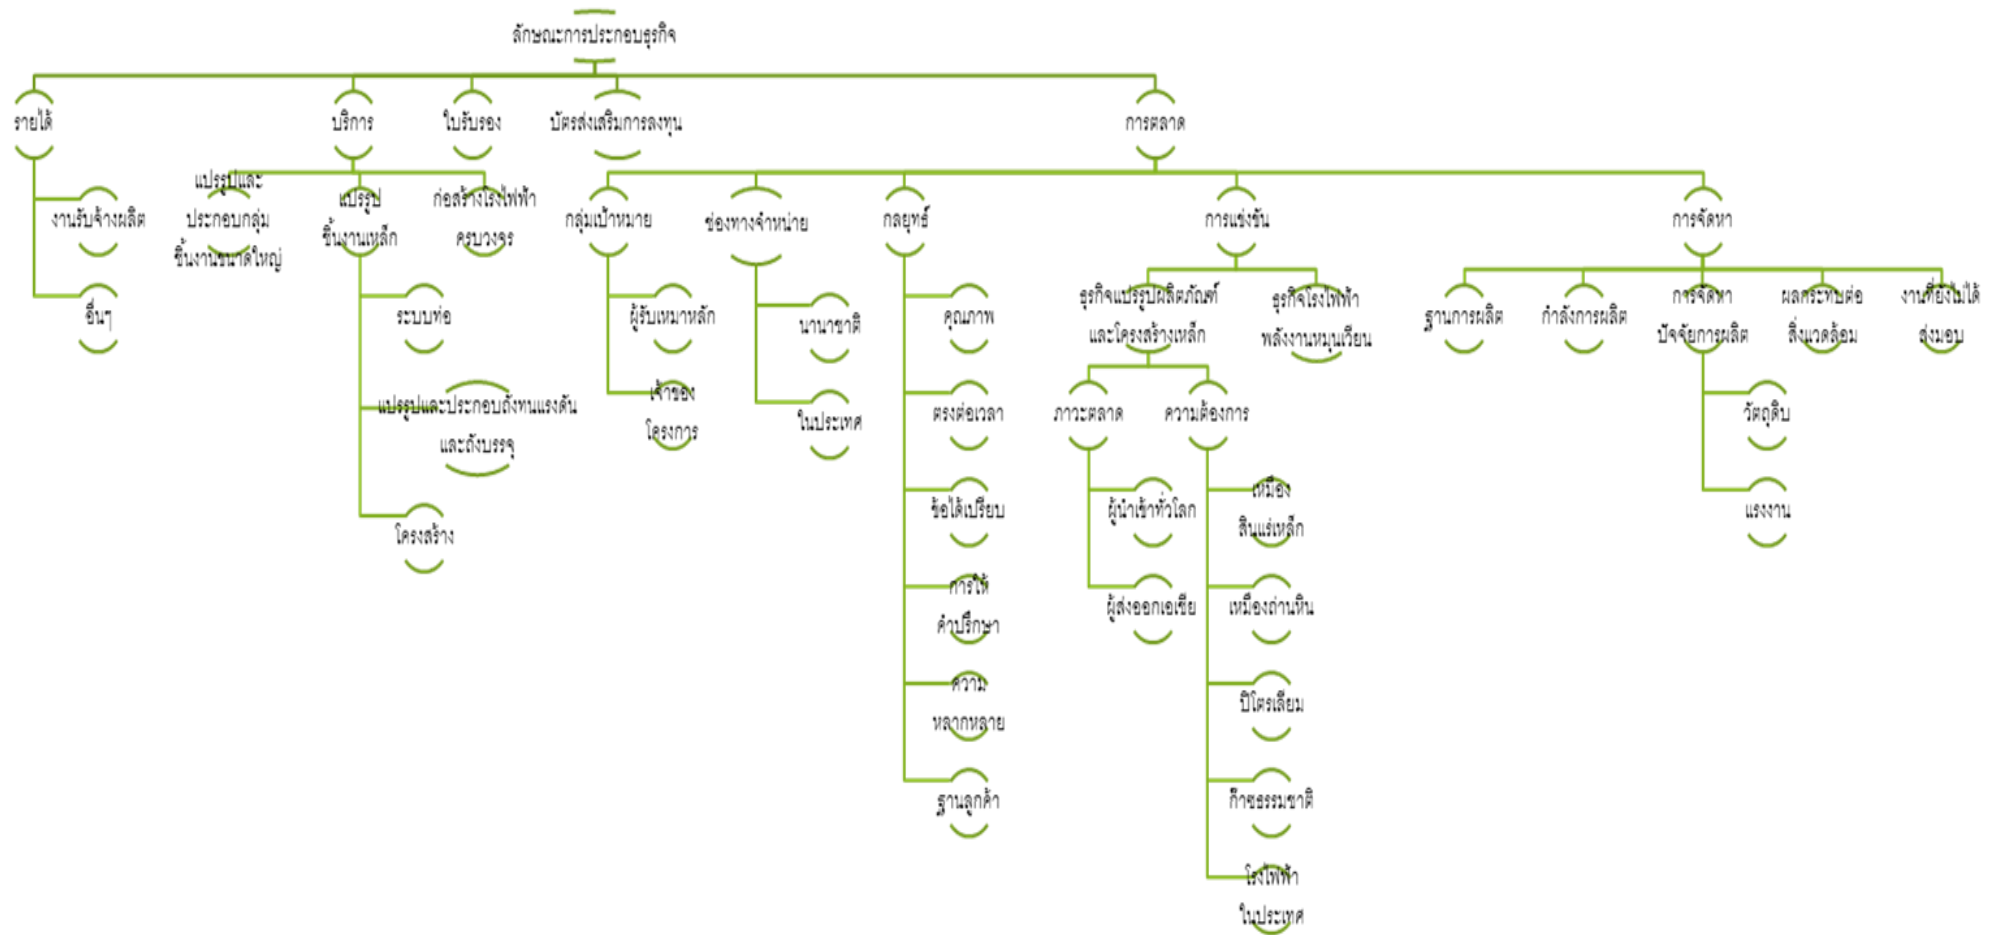 ลักษณะการประกอบธุรกิจ
รายได้
บริการ
ใบรับรอง
บัตรส่งเสริมการลงทุน
การตลาด
งานรับจ้างผลิต
อื่นๆ
แปรรูปและ
ประกอบกลุ่ม
ชิ้นงานขนาดใหญ่
แปรรูป
ชิ้นงานเหล็ก
ก่อสร้างโรงไฟฟ้า
ครบวงจร
ระบบท่อ
แปรรูปและประกอบถังทนแรงดัน
และถังบรรจุ
โครงสร้าง
กลุ่มเป้าหมาย
ช่องทางจำหน่าย
กลยุทธ์
การแข่งขัน
การจัดหา
ผู้รับเหมาหลัก
เจ้าของ
โครงการ
นานาชาติ
ในประเทศ
คุณภาพ
ตรงต่อเวลา
ข้อได้เปรียบ
การให้
คำปรึกษา
ความ
หลากหลาย
ฐานลูกค้า
ธุรกิจแปรรูปผลิตภัณฑ์
และโครงสร้างเหล็ก
ธุรกิจโรงไฟฟ้า
พลังงานหมุนเวียน
ภาวะตลาด
ความต้องการ
ผู้นำเข้าทั่วโลก
ผู้ส่งออกเอเชีย
เหมือง
สินแร่เหล็ก
เหมืองถ่านหิน
ปิโตรเลียม
ก๊าซธรรมชาติ
โรงไฟฟ้า
ในประเทศ
ฐานการผลิต
กำลังการผลิต
การจัดหา
ปัจจัยการผลิต
ผลกระทบต่อ
สิ่งแวดล้อม
งานที่ยังไม่ได้
ส่งมอบ
วัตถุดิบ
แรงงาน